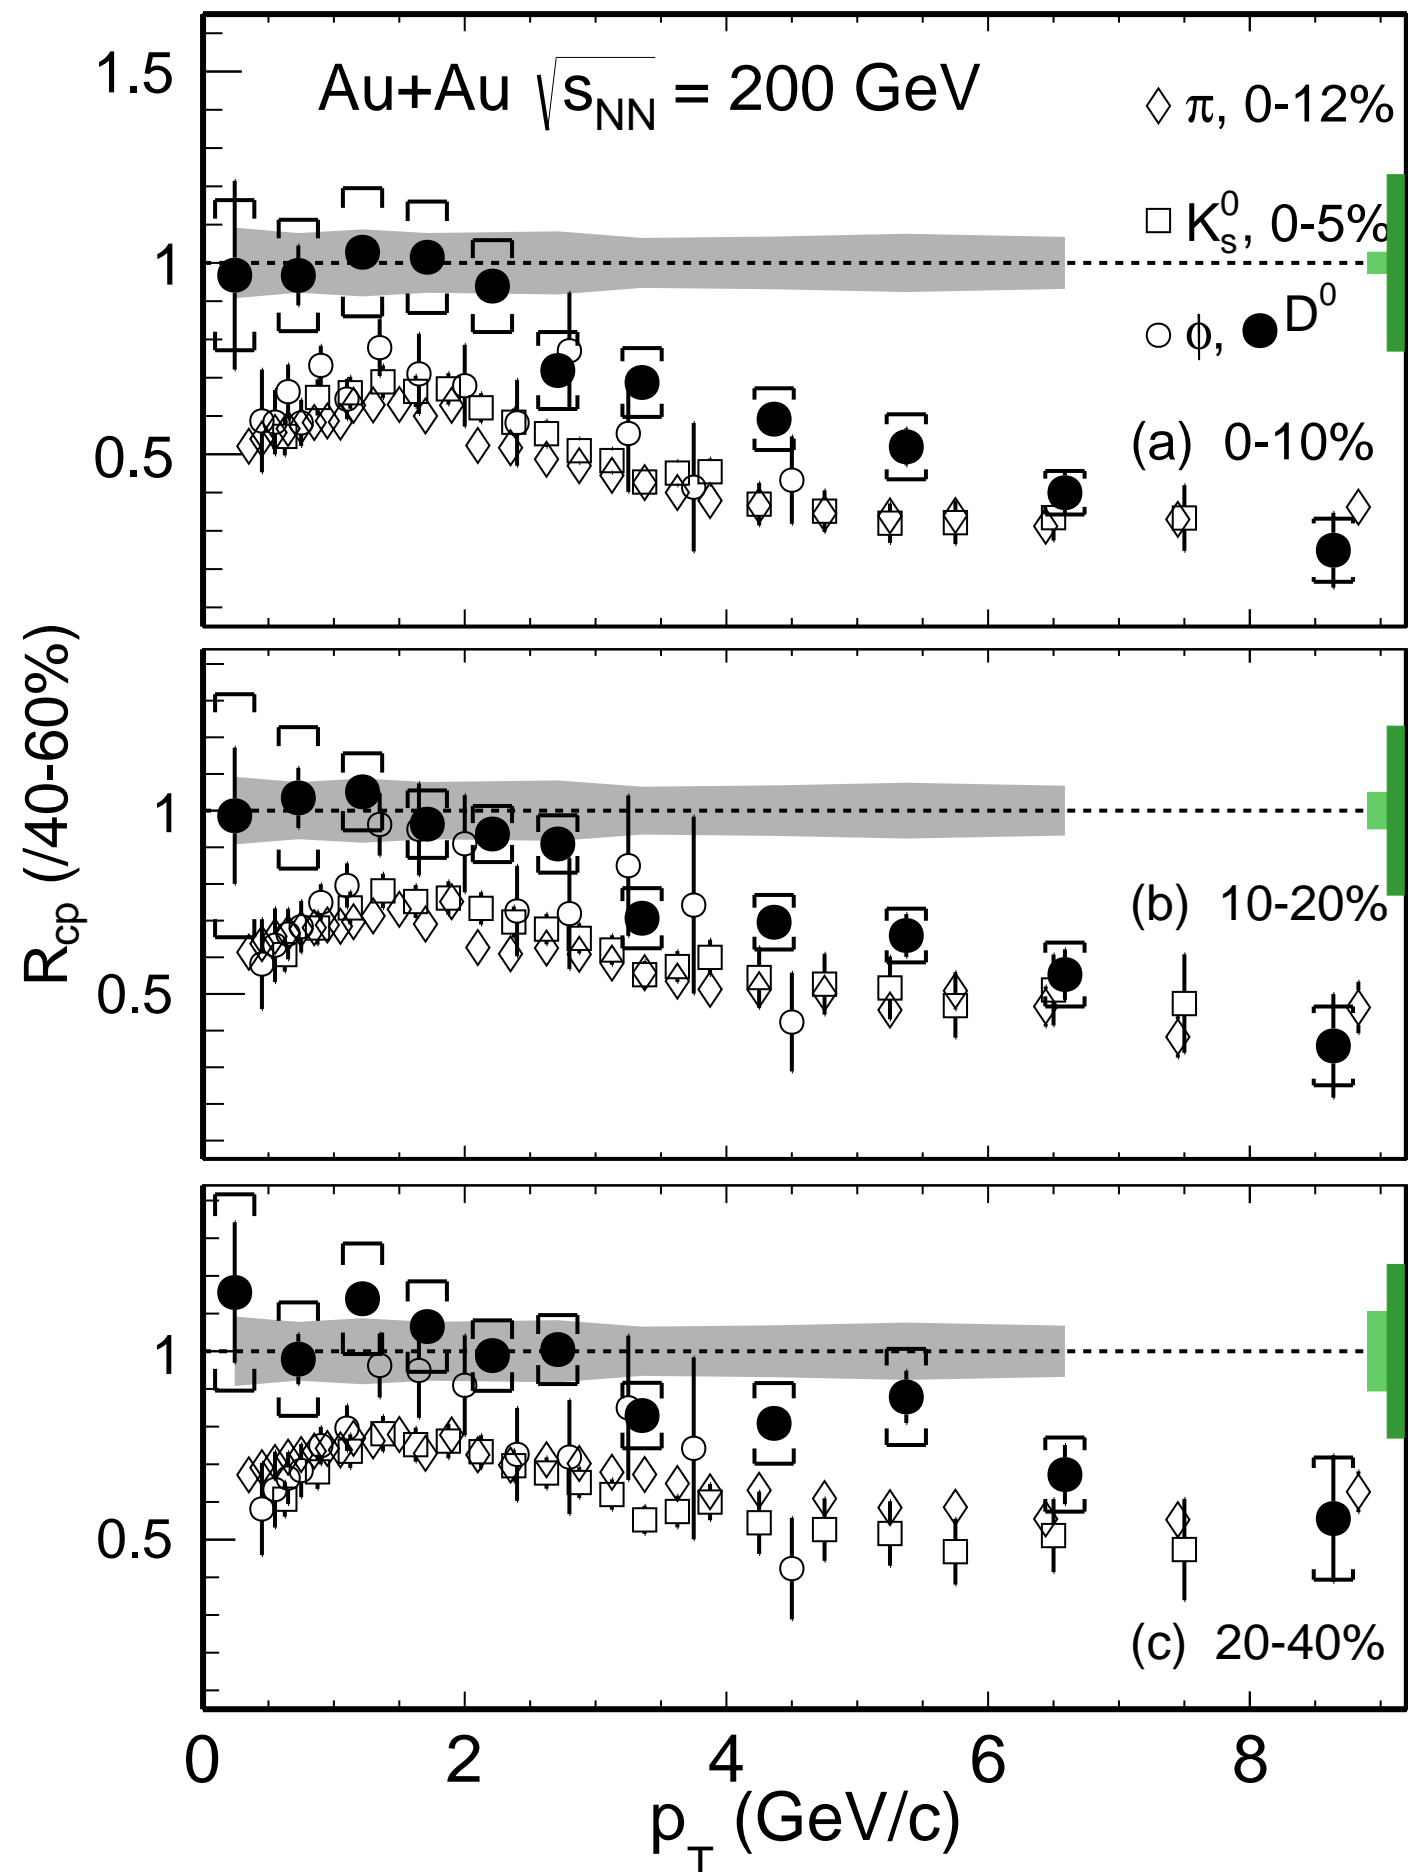 1.5
Au+Au √s_NN = 200 GeV
π, 0-12%
K_s^0, 0-5%
1
ϕ, D^0
0.5
(a) 0-10%
R_cp (/40-60%)
1
(b) 10-20%
0.5
1
0.5
(c) 20-40%
0 2 4 6 8
p_T (GeV/c)